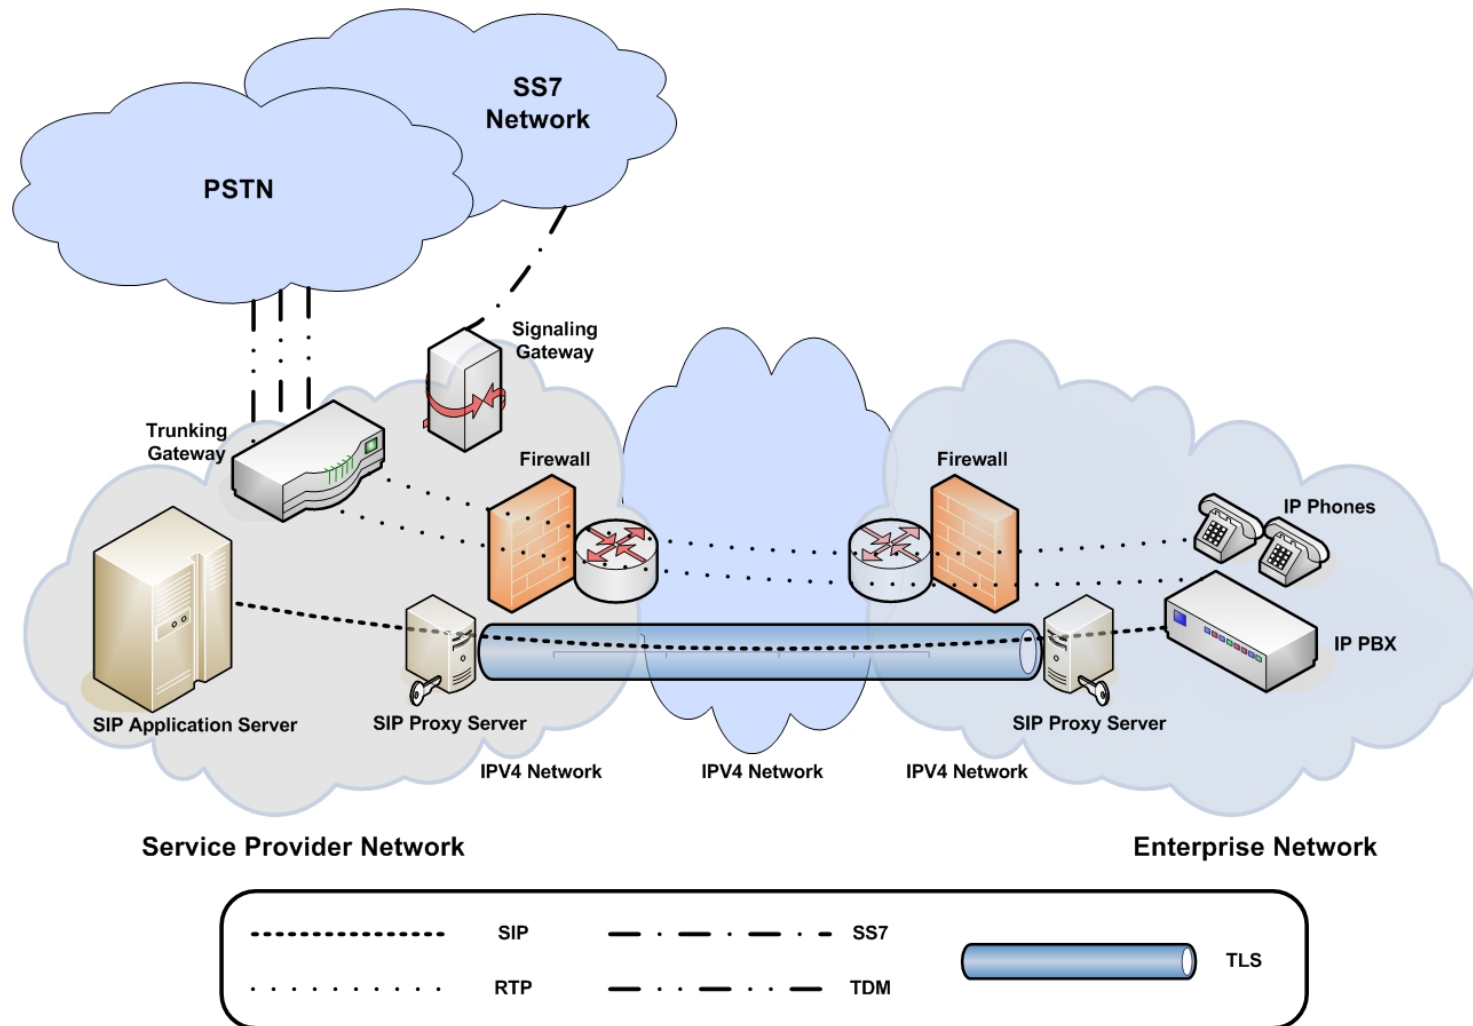 SS7
Network
PSTN
Signaling
Gateway
Trunking
Gateway
Firewall
Firewall
IP Phones
IP PBX
SIP Application Server
SIP Proxy Server
SIP Proxy Server
IPV4 Network
IPV4 Network
IPV4 Network
Service Provider Network
Enterprise Network
SIP
SS7
TLS
RTP
TDM